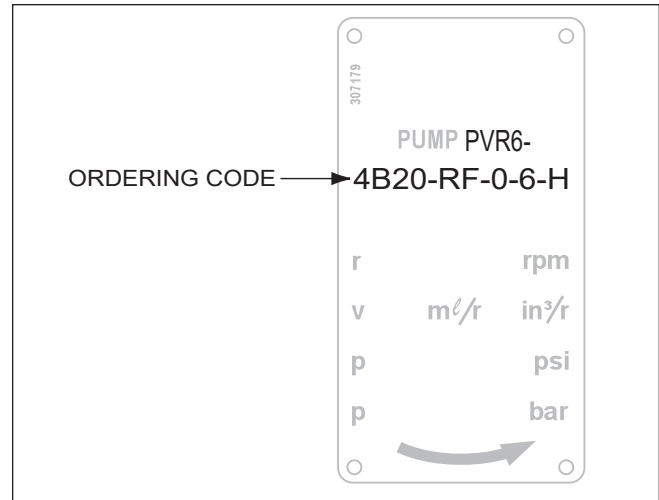 307179
PUMP PVR6-
ORDERING CODE
4B20-RF-0-6-H
r rpm
v mℓ/r in³/r
p psi
p bar